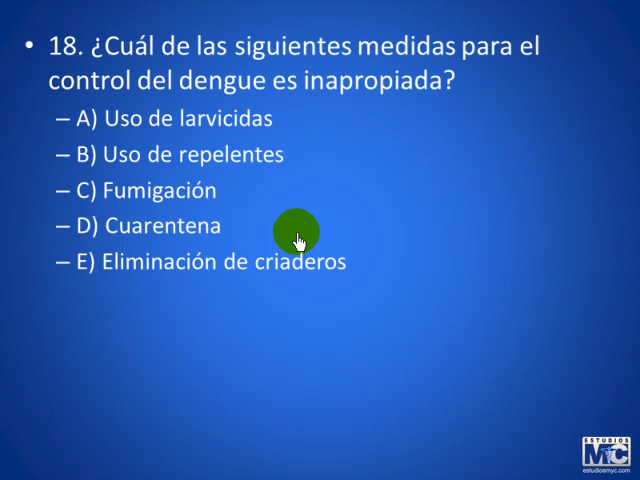 • 18. ¿Cuál de las siguientes medidas para el
control del dengue es inapropiada?
– A) Uso de larvicidas
– B) Uso de repelentes
– C) Fumigación
– D) Cuarentena
– E) Eliminación de criaderos
ESTUDIOS
MyC
estudiosmyc.com